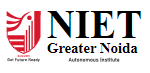 NIET
Greater Noida
Get Future Ready
Autonomous Institute